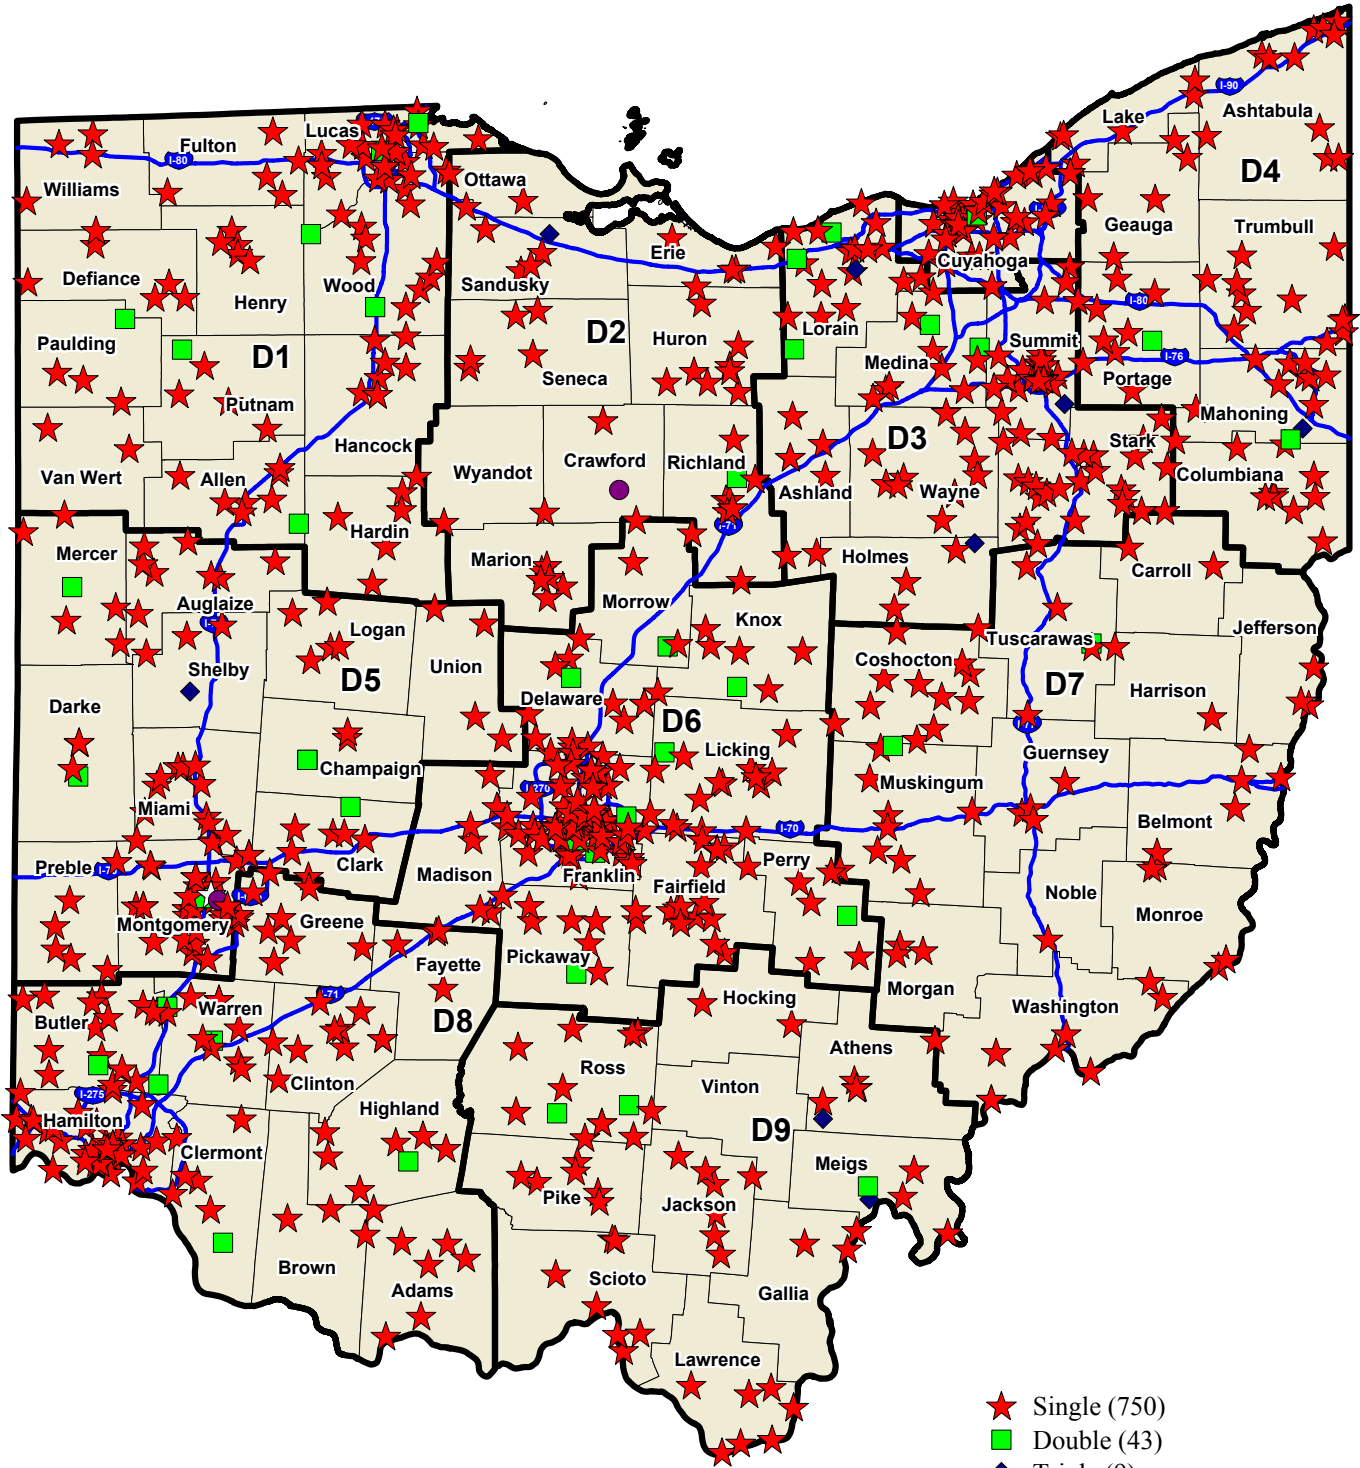 I-90
Lake
Ashtabula
Lucas
Fulton
I-80
D4
Williams
Ottawa
Geauga
Trumbull
Erie
Cuyahoga
Defiance
Wood
Sandusky
Henry
I-80
Lorain
D2
Huron
Summit
Paulding
D1
Medina
I-76
Seneca
Portage
Putnam
Mahoning
Hancock
D3
Stark
Van Wert
Allen
Wyandot
Crawford
Richland
Ashland
Wayne
Columbiana
I-71
Hardin
Mercer
Marion
Holmes
Carroll
Auglaize
Morrow
Knox
Logan
Jefferson
Tuscarawas
Shelby
D5
Union
Coshocton
D7
Harrison
Darke
Delaware
D6
Licking
Guernsey
Champaign
I-270
Muskingum
Miami
I-70
Belmont
Preble
Clark
Madison
Franklin
Perry
Fairfield
Noble
Monroe
Montgomery
Greene
Pickaway
Fayette
Morgan
I-71
Hocking
Washington
Butler
Warren
D8
Athens
Ross
Clinton
Vinton
I-275
Highland
Hamilton
D9
Clermont
Meigs
Pike
Jackson
Brown
Scioto
Adams
Gallia
Lawrence
Single (750)
Double (43)